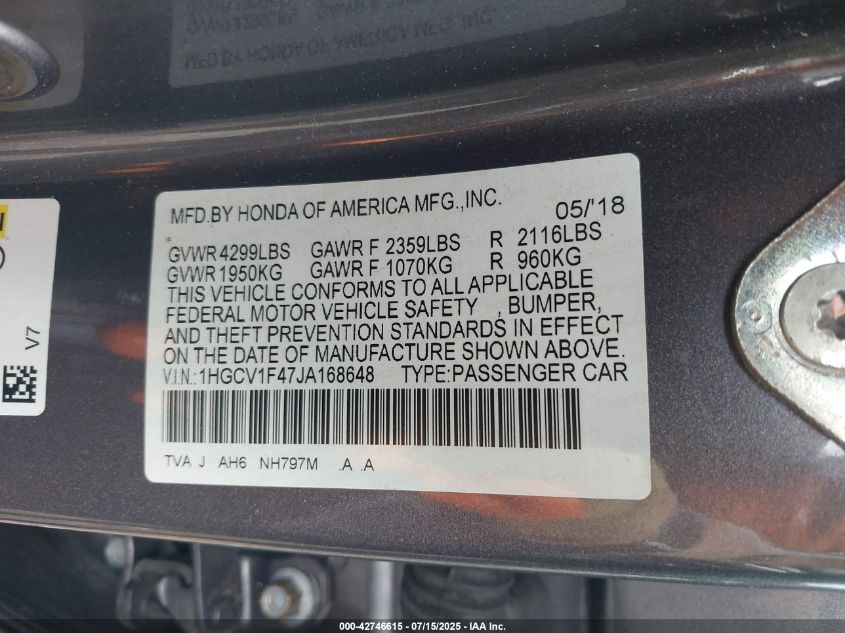 MFD.BY HONDA OF AMERICA MFG.,INC. 05/'18
GVWR 4299LBS GAWR F 2359LBS R 2116LBS
GVWR 1950KG GAWR F 1070KG R 960KG
THIS VEHICLE CONFORMS TO ALL APPLICABLE
FEDERAL MOTOR VEHICLE SAFETY , BUMPER,
AND THEFT PREVENTION STANDARDS IN EFFECT
ON THE DATE OF MANUFACTURE SHOWN ABOVE.
V.I.N.:1HGCV1F47JA168648 TYPE:PASSENGER CAR
TVA J AH6 NH797M .A .A
V7
000-42746615 - 07/15/2025 - IAA Inc.